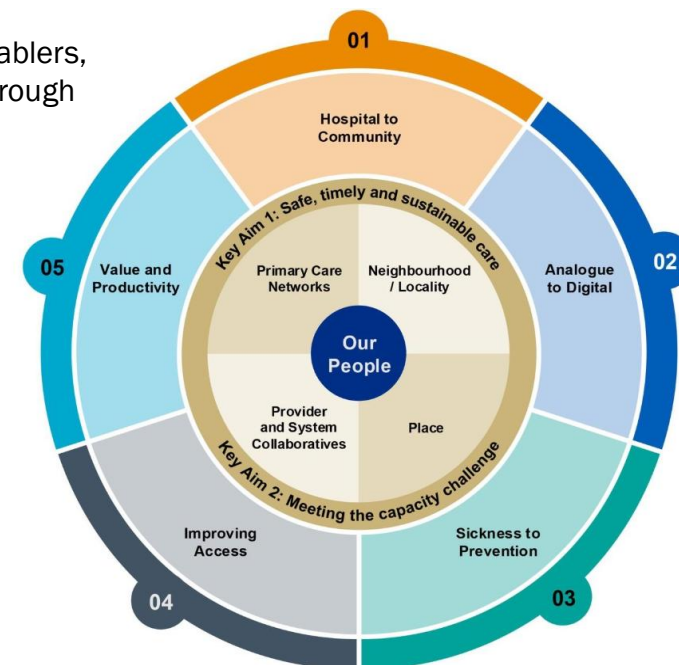 ablers,
rough
01
Hospital to
Community
02
Analogue
to Digital
03
Sickness to
Prevention
04
Improving
Access
05
Value and
Productivity
Key Aim 1: Safe, timely and sustainable care
Primary Care
Networks
Neighbourhood
/ Locality
Our
People
Provider
and System
Collaboratives
Place
Key Aim 2: Meeting the capacity challenge